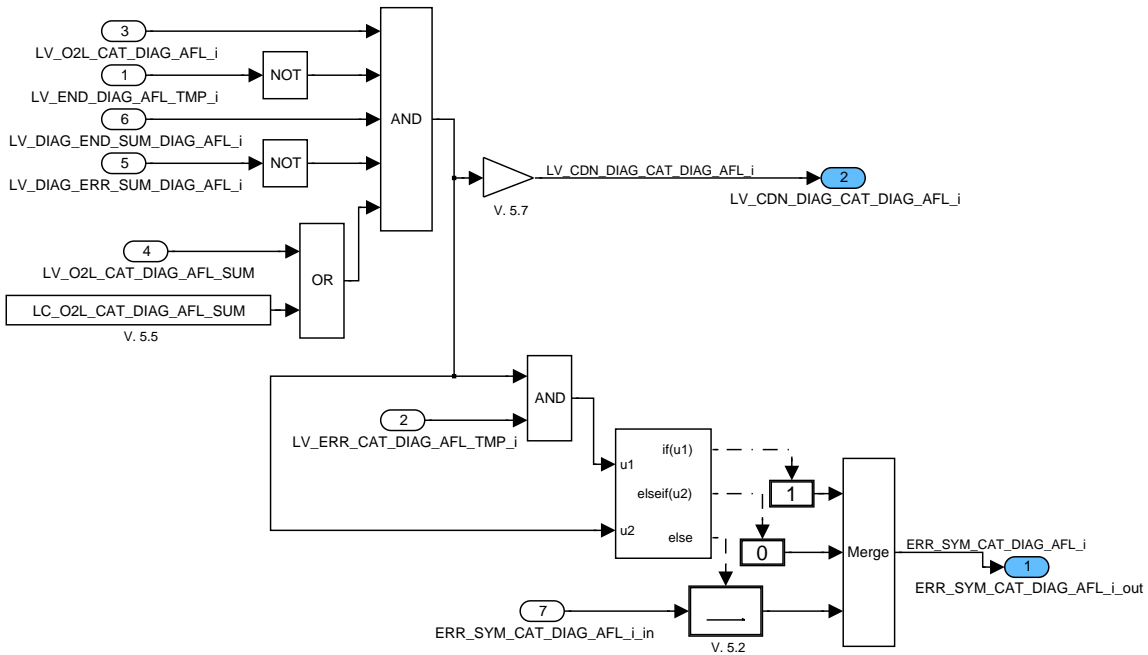 3
LV_O2L_CAT_DIAG_AFL_i
1
NOT
LV_END_DIAG_AFL_TMP_i
6
AND
LV_DIAG_END_SUM_DIAG_AFL_i
5
NOT
LV_DIAG_ERR_SUM_DIAG_AFL_i
LV_CDN_DIAG_CAT_DIAG_AFL_i
2
LV_CDN_DIAG_CAT_DIAG_AFL_i
V. 5.7
4
LV_O2L_CAT_DIAG_AFL_SUM
OR
LC_O2L_CAT_DIAG_AFL_SUM
V. 5.5
AND
2
LV_ERR_CAT_DIAG_AFL_TMP_i
if(u1)
u1
elseif(u2)
1
u2
else
0
Merge
ERR_SYM_CAT_DIAG_AFL_i
1
ERR_SYM_CAT_DIAG_AFL_i_out
7
ERR_SYM_CAT_DIAG_AFL_i_in
V. 5.2